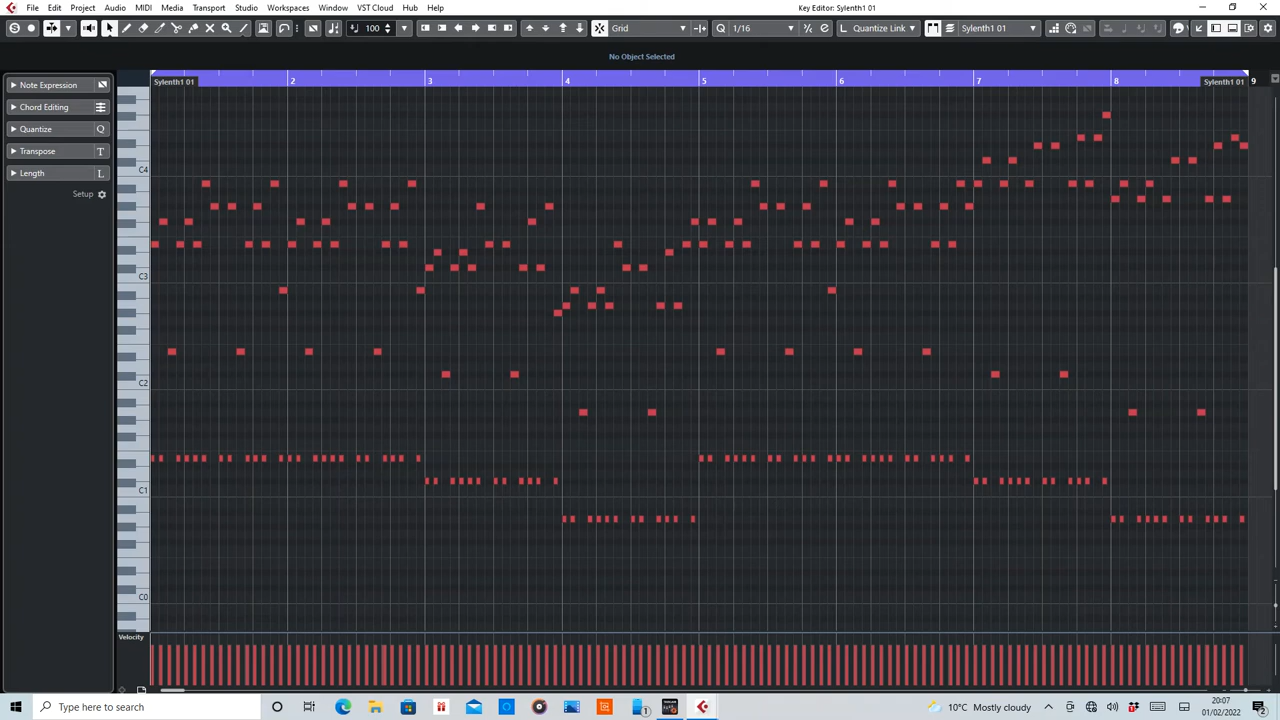 File Edit Project Audio MIDI Media Transport Studio Workspaces Window VST Cloud Hub Help
Key Editor: Sylenth1 01
S 100 Grid Q 1/16 L Quantize Link Sylenth1 01
No Object Selected
Sylenth1 01 2 3 4 5 6 7 8 Sylenth1 01 9
Note Expression
Chord Editing
Quantize Q
Transpose T
Length L
Setup
C4
C3
C2
C1
C0
Velocity
Type here to search
1
10°C Mostly cloudy
20:07
01/02/2022
2